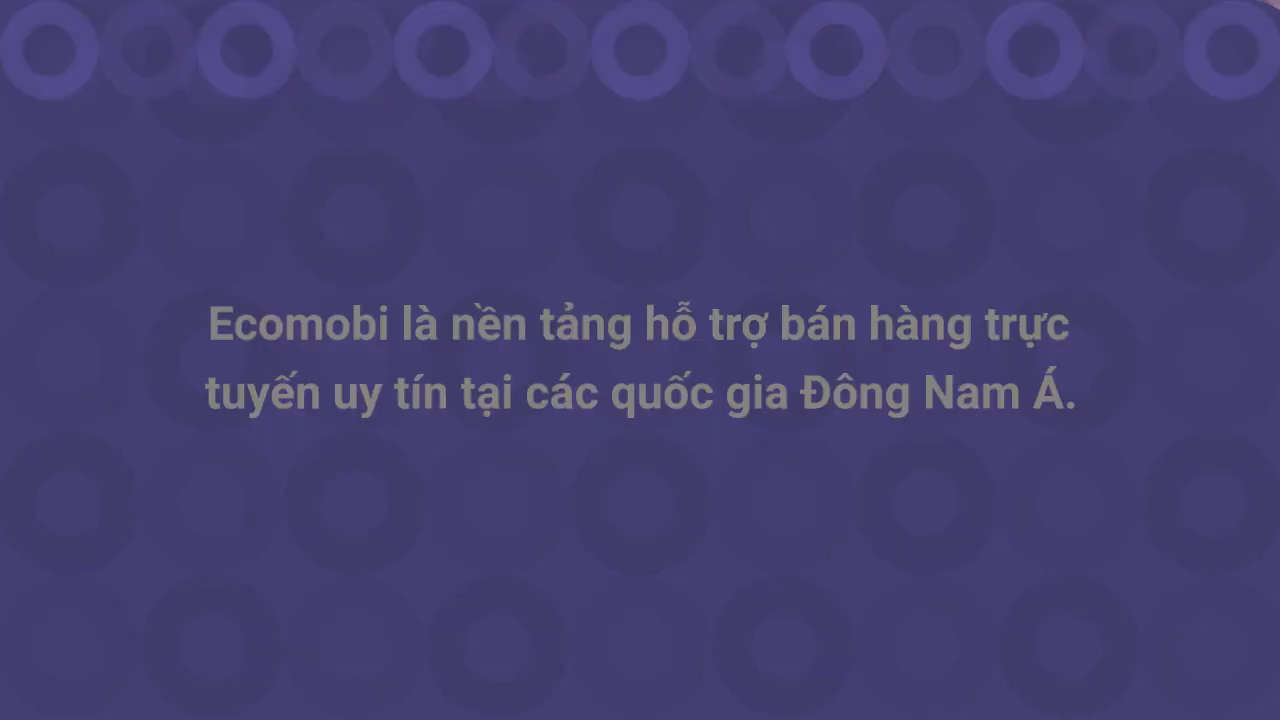 Ecomobi là nền tảng hỗ trợ bán hàng trực
tuyến uy tín tại các quốc gia Đông Nam Á.